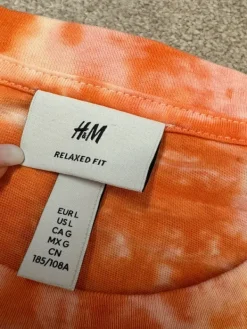 H&M
RELAXED FIT
EUR L
US L
CA G
MX G
CN
185/108A